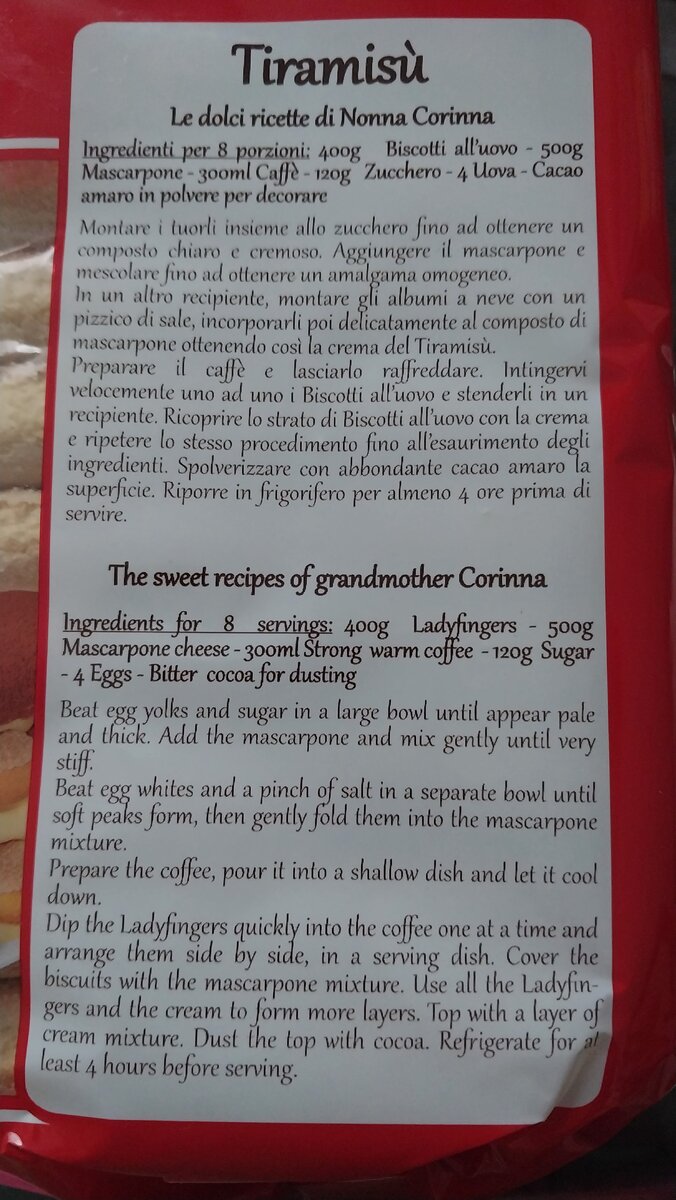 Tiramisù
Le dolci ricette di Nonna Corinna
Ingredienti per 8 porzioni: 400g Biscotti all'uovo - 500g
Mascarpone - 300ml Caffè - 120g Zucchero - 4 Uova - Cacao
amaro in polvere per decorare
Montare i tuorli insieme allo zucchero fino ad ottenere un
composto chiaro e cremoso. Aggiungere il mascarpone e
mescolare fino ad ottenere un amalgama omogeneo.
In un altro recipiente, montare gli albumi a neve con un
pizzico di sale, incorporarli poi delicatamente al composto di
mascarpone ottenendo così la crema del Tiramisù.
Preparare il caffè e lasciarlo raffreddare. Intingervi
velocemente uno ad uno i Biscotti all'uovo e stenderli in un
recipiente. Ricoprire lo strato di Biscotti all'uovo con la crema
e ripetere lo stesso procedimento fino all'esaurimento degli
ingredienti. Spolverizzare con abbondante cacao amaro la
superficie. Riporre in frigorifero per almeno 4 ore prima di
servire.
The sweet recipes of grandmother Corinna
Ingredients for 8 servings: 400g Ladyfingers - 500g
Mascarpone cheese - 300ml Strong warm coffee - 120g Sugar
- 4 Eggs - Bitter cocoa for dusting
Beat egg yolks and sugar in a large bowl until appear pale
and thick. Add the mascarpone and mix gently until very
stiff.
Beat egg whites and a pinch of salt in a separate bowl until
soft peaks form, then gently fold them into the mascarpone
mixture.
Prepare the coffee, pour it into a shallow dish and let it cool
down.
Dip the Ladyfingers quickly into the coffee one at a time and
arrange them side by side, in a serving dish. Cover the
biscuits with the mascarpone mixture. Use all the Ladyfin-
gers and the cream to form more layers. Top with a layer of
cream mixture. Dust the top with cocoa. Refrigerate for at
least 4 hours before serving.